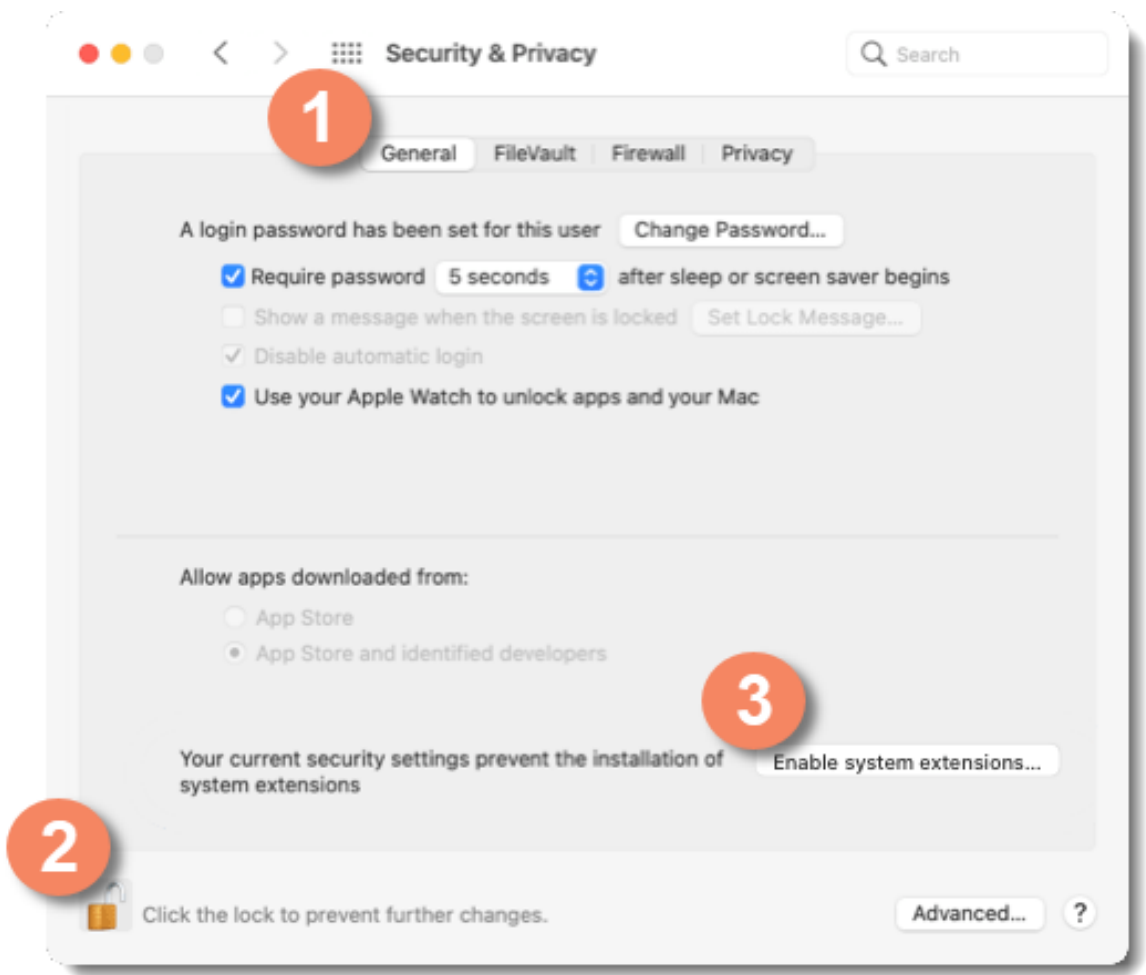 Security & Privacy
Search
1
General FileVault Firewall Privacy
A login password has been set for this user Change Password...
Require password 5 seconds after sleep or screen saver begins
Show a message when the screen is locked Set Lock Message...
Disable automatic login
Use your Apple Watch to unlock apps and your Mac
Allow apps downloaded from:
App Store
App Store and identified developers
3
Your current security settings prevent the installation of
system extensions
Enable system extensions...
2
Click the lock to prevent further changes.
Advanced... ?